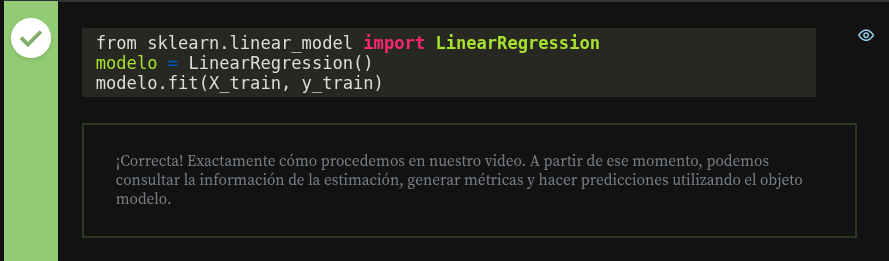 from sklearn.linear_model import LinearRegression
modelo = LinearRegression()
modelo.fit(X_train, y_train)
¡Correcta! Exactamente cómo procedemos en nuestro video. A partir de ese momento, podemos
consultar la información de la estimación, generar métricas y hacer predicciones utilizando el objeto
modelo.